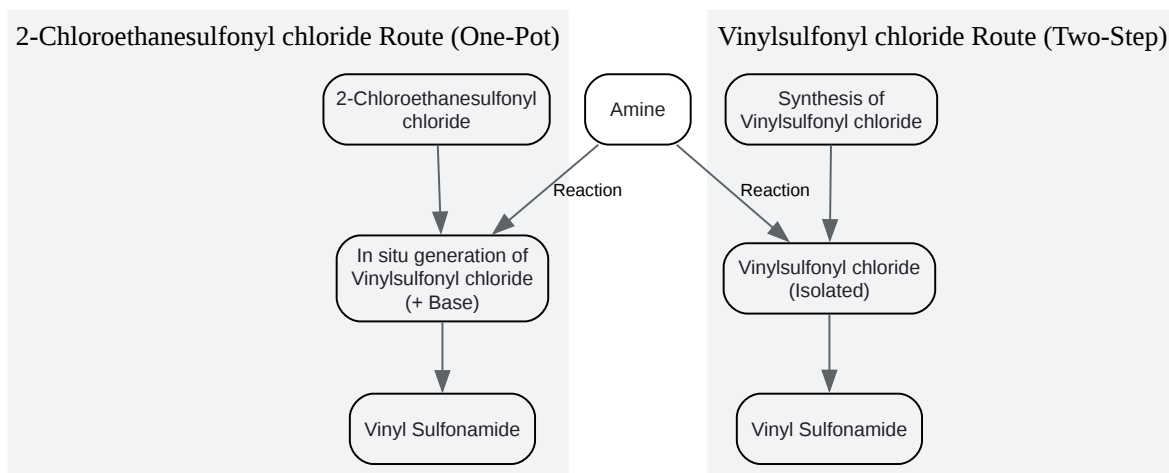 2-Chloroethanesulfonyl chloride Route (One-Pot)
Vinylsulfonyl chloride Route (Two-Step)
2-Chloroethanesulfonyl
chloride
Amine
Synthesis of
Vinylsulfonyl chloride
Reaction
Reaction
In situ generation of
Vinylsulfonyl chloride
(+ Base)
Vinylsulfonyl chloride
(Isolated)
Vinyl Sulfonamide
Vinyl Sulfonamide